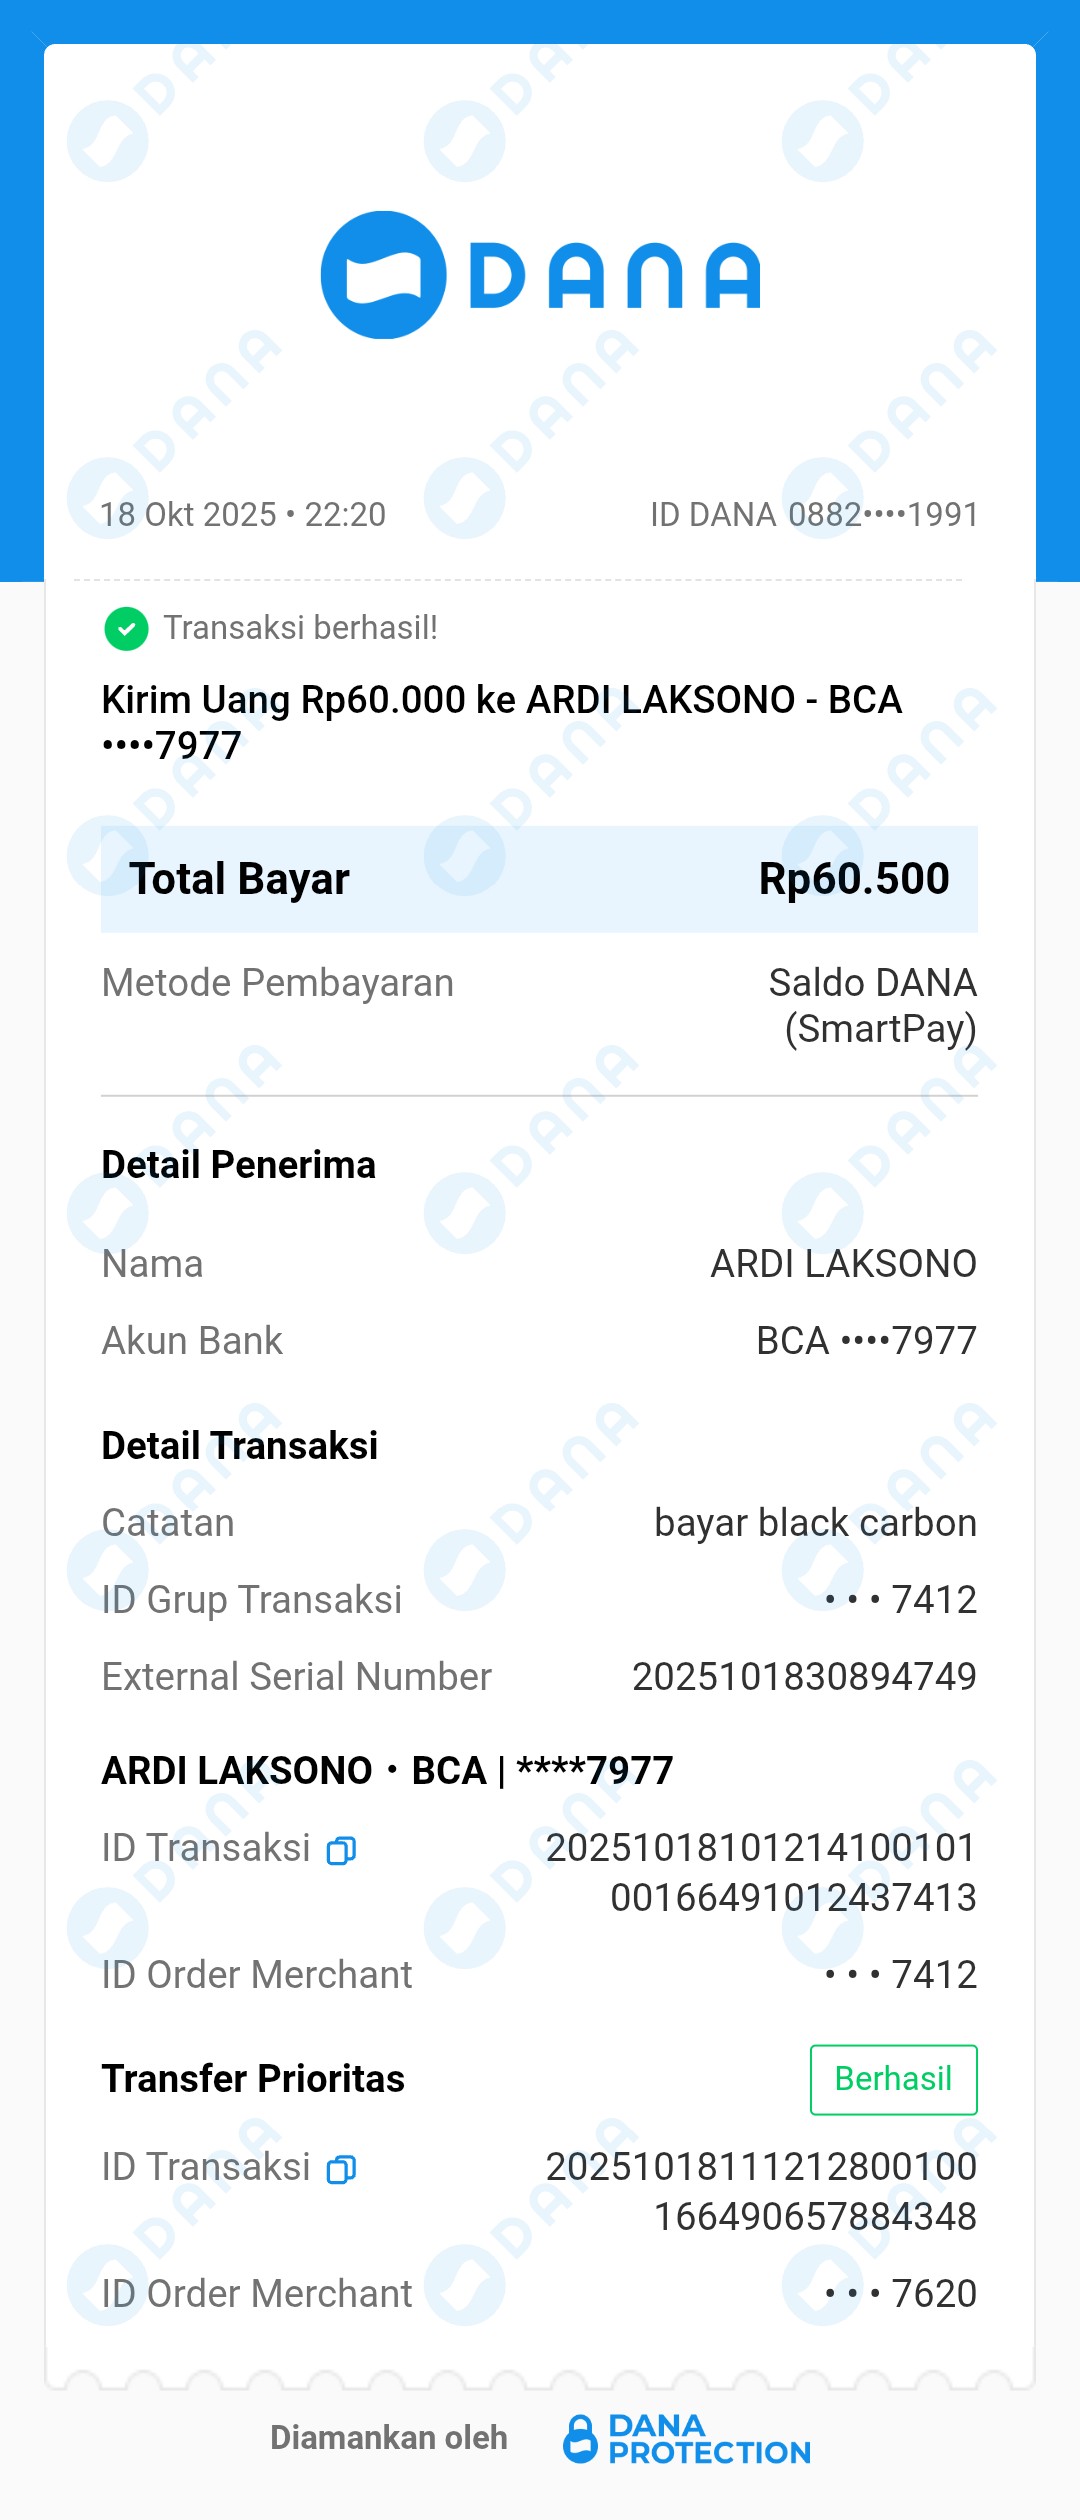 DANA
18 Okt 2025 • 22:20
ID DANA 0882••••1991
Transaksi berhasil!
Kirim Uang Rp60.000 ke ARDI LAKSONO - BCA
••••7977
Total Bayar Rp60.500
Metode Pembayaran Saldo DANA
(SmartPay)
Detail Penerima
Nama ARDI LAKSONO
Akun Bank BCA ••••7977
Detail Transaksi
Catatan bayar black carbon
ID Grup Transaksi • • • 7412
External Serial Number 2025101830894749
ARDI LAKSONO • BCA | ****7977
ID Transaksi 20251018101214100101
0016649101243​7413
ID Order Merchant • • • 7412
Transfer Prioritas Berhasil
ID Transaksi 20251018111212800100
166490657884348
ID Order Merchant • • • 7620
Diamankan oleh DANA
PROTECTION